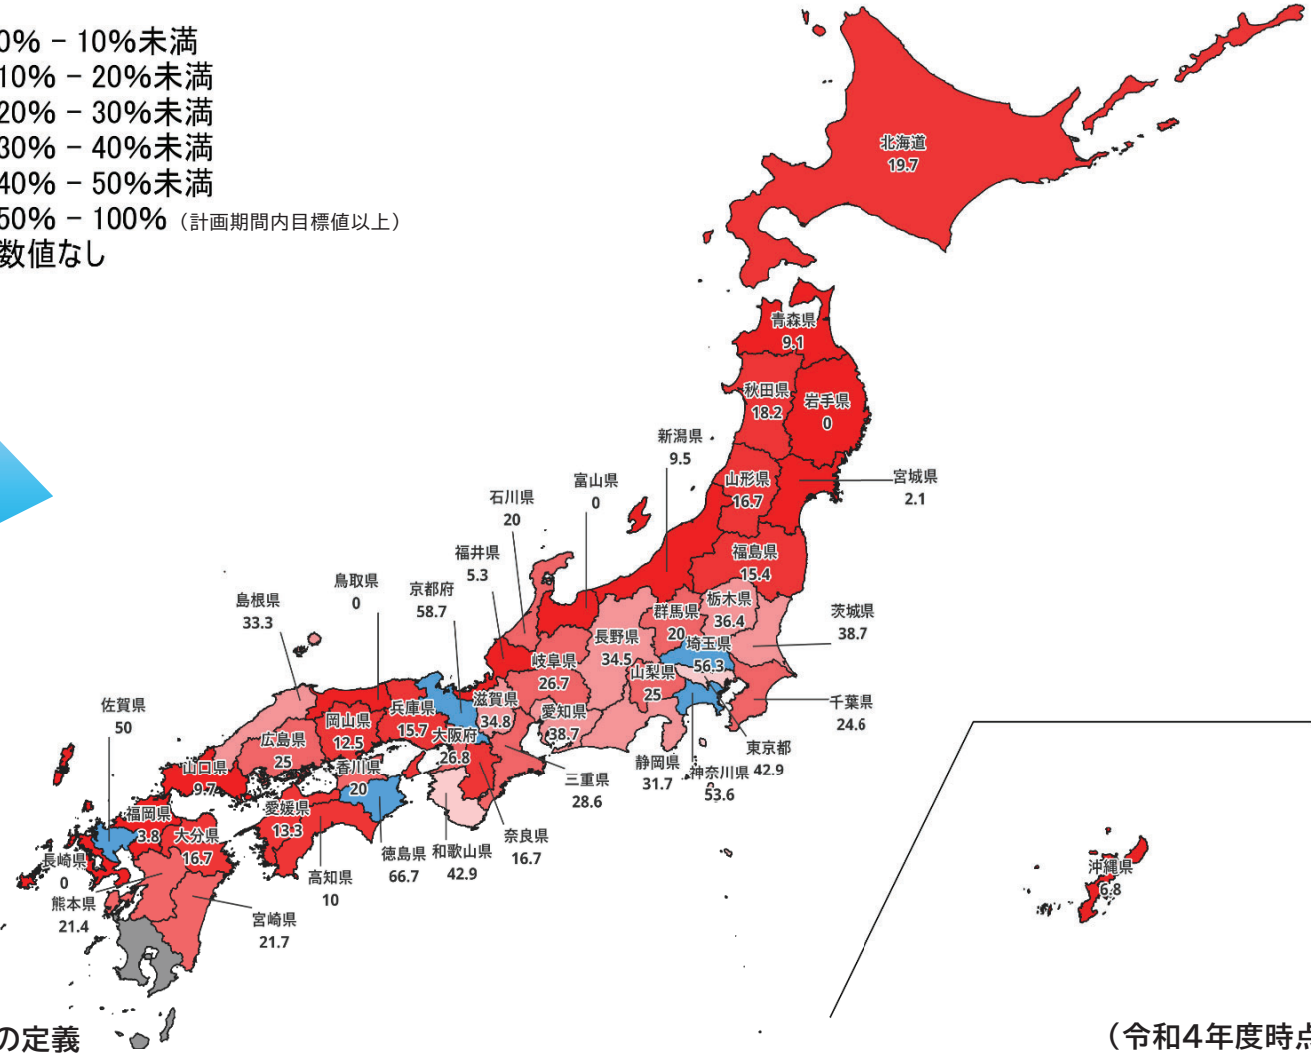 0% - 10%未満
10% - 20%未満
20% - 30%未満
30% - 40%未満
40% - 50%未満
50% - 100%（計画期間内目標値以上）
数値なし
北海道
19.7
青森県
9.1
秋田県
18.2
岩手県
0
新潟県
9.5
山形県
16.7
宮城県
2.1
富山県
0
石川県
20
福島県
15.4
福井県
5.3
鳥取県
0
京都府
58.7
島根県
33.3
栃木県
36.4
群馬県
20
茨城県
38.7
長野県
34.5
埼玉県
56.3
岐阜県
26.7
山梨県
25
滋賀県
34.8
千葉県
24.6
佐賀県
50
兵庫県
15.7
岡山県
12.5
愛知県
38.7
広島県
25
大阪府
26.8
東京都
42.9
静岡県
31.7
神奈川県
53.6
山口県
9.7
香川県
20
三重県
28.6
福岡県
3.8
大分県
16.7
愛媛県
13.3
奈良県
16.7
徳島県
66.7
和歌山県
42.9
長崎県
0
高知県
10
熊本県
21.4
宮崎県
21.7
沖縄県
6.8
の定義
（令和4年度時点